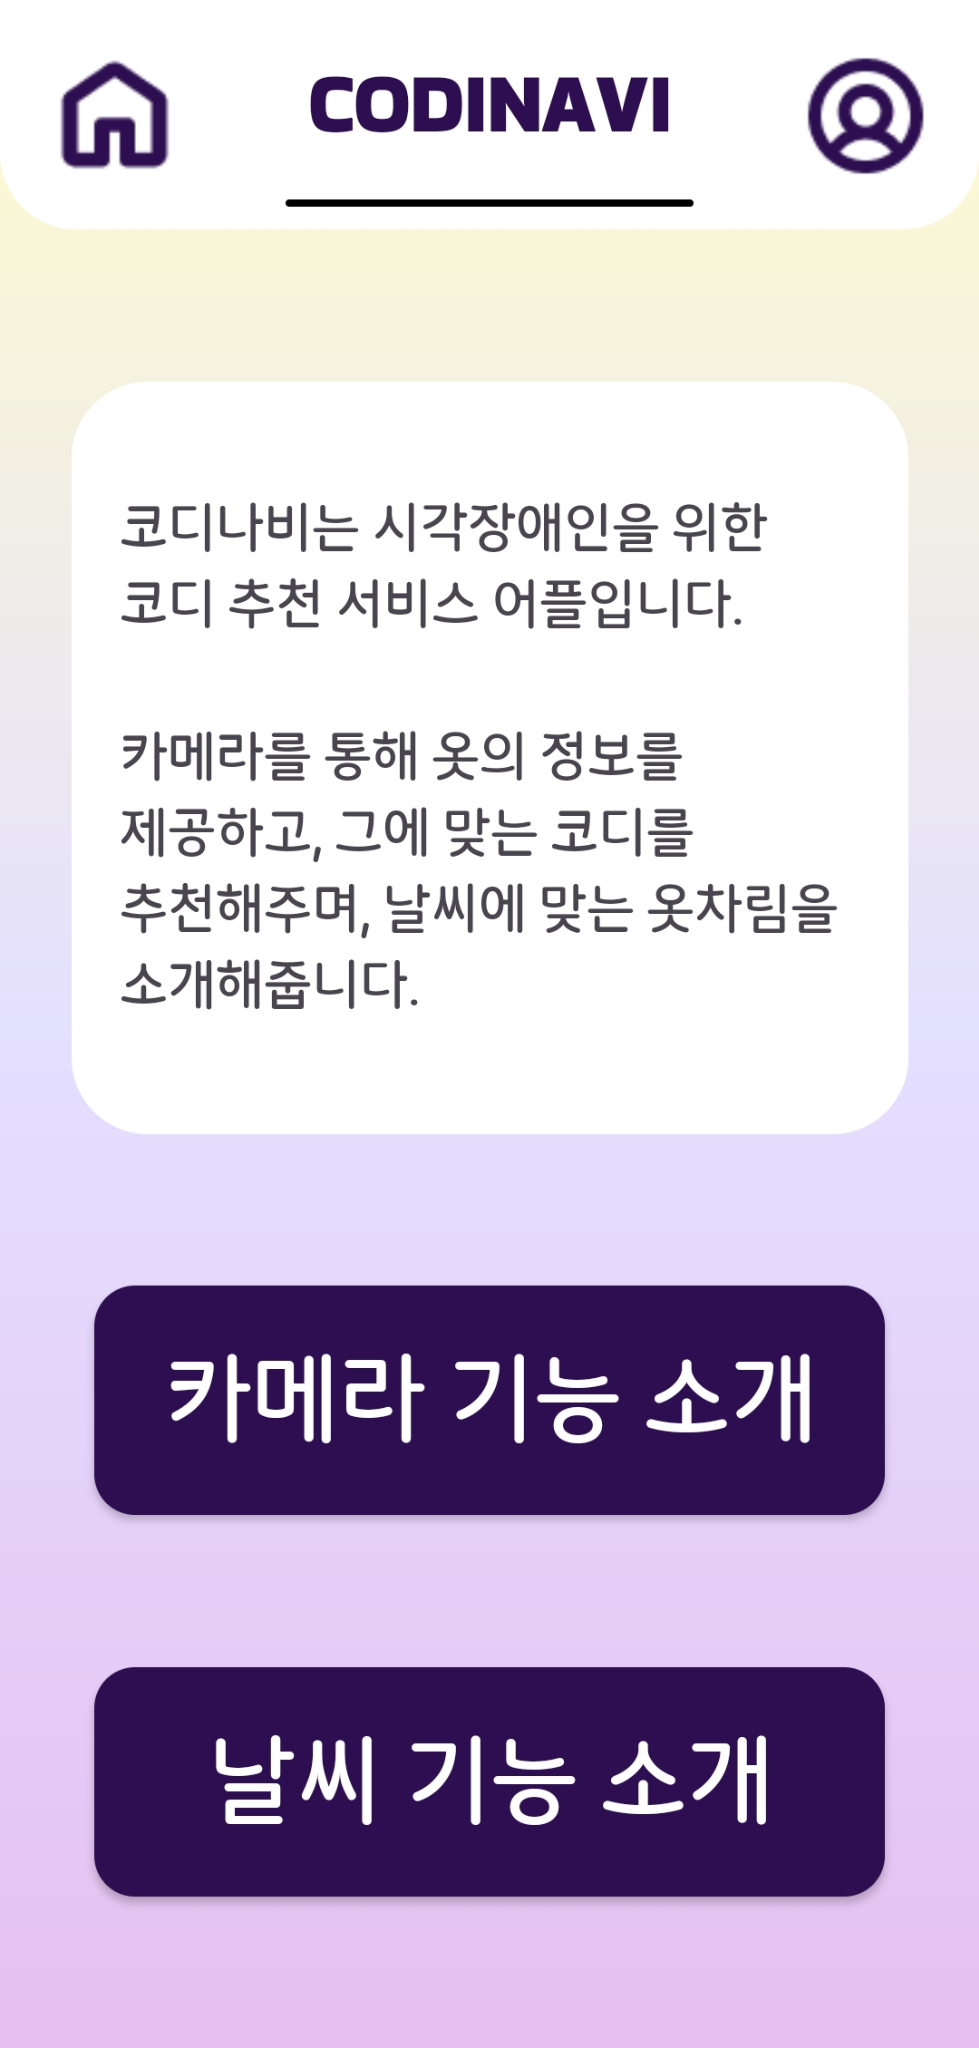 CODINAVI
코디나비는 시각장애인을 위한
코디 추천 서비스 어플입니다.
카메라를 통해 옷의 정보를
제공하고, 그에 맞는 코디를
추천해주며, 날씨에 맞는 옷차림을
소개해줍니다.
카메라 기능 소개
날씨 기능 소개